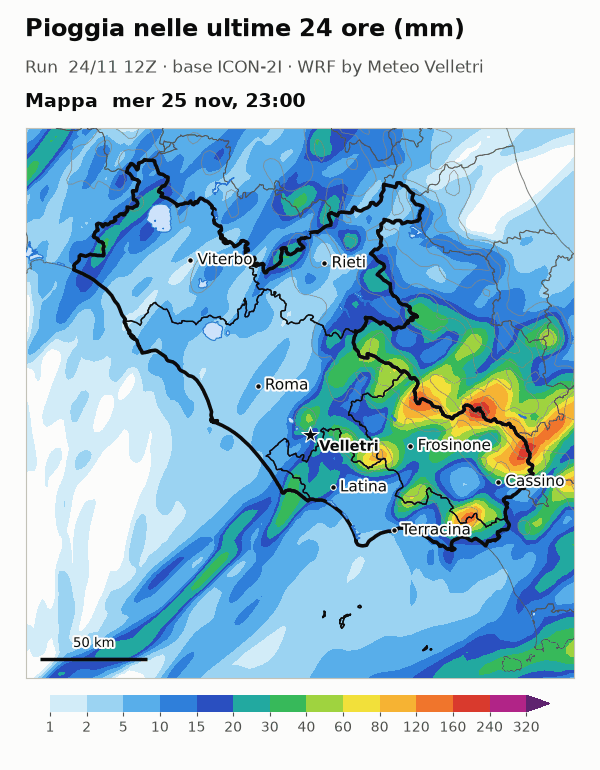 Pioggia nelle ultime 24 ore (mm)
Run  24/11 12Z · base ICON-2I · WRF by Meteo Velletri
Mappa  mer 25 nov, 23:00
Viterbo
Rieti
Roma
Velletri
Frosinone
Latina
Cassino
Terracina
50 km
1 2 5 10 15 20 30 40 60 80 120 160 240 320